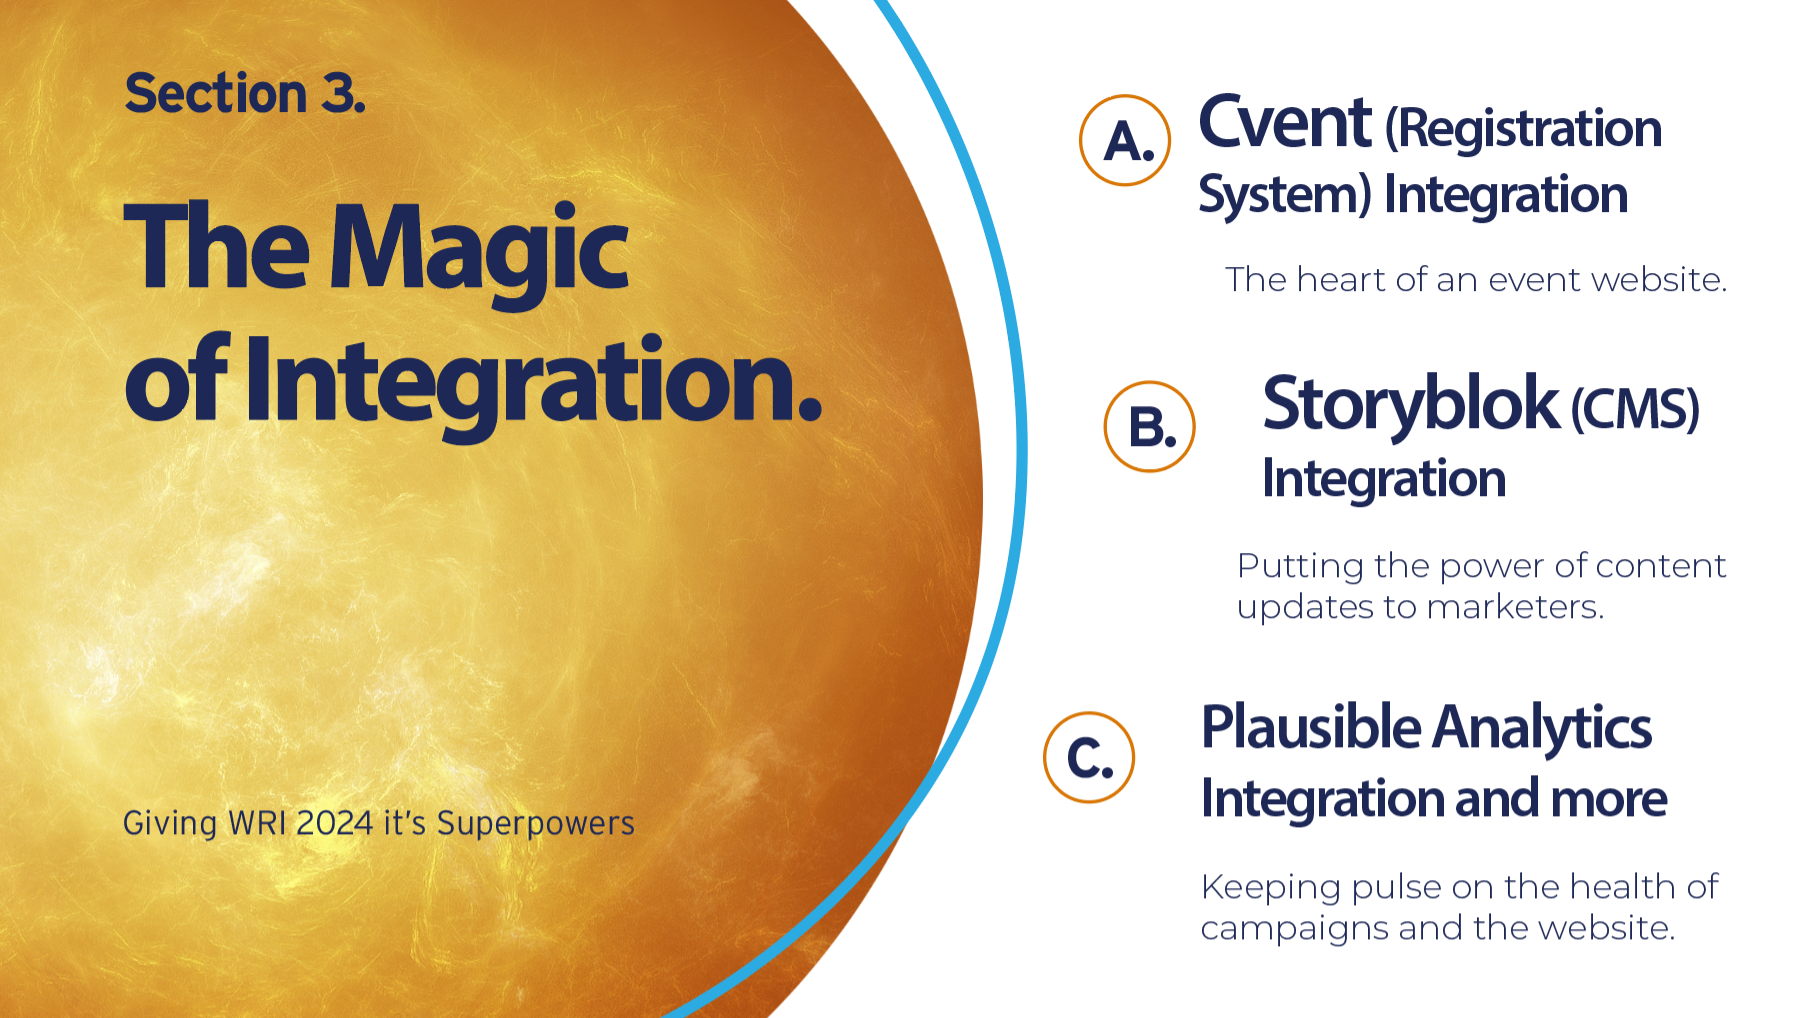 Section 3.
The Magic
of Integration.
Giving WRI 2024 it's Superpowers
A. Cvent (Registration
System) Integration
The heart of an event website.
B. Storyblok (CMS)
Integration
Putting the power of content
updates to marketers.
C. Plausible Analytics
Integration and more
Keeping pulse on the health of
campaigns and the website.